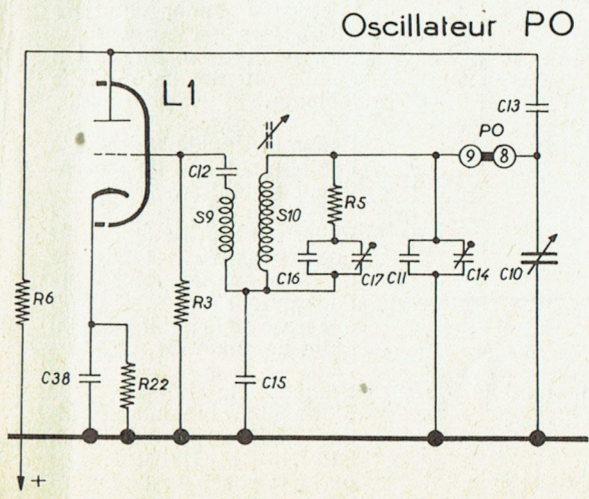 Oscillateur PO
L1
C13
PO
9 8
C12
S9
S10
R5
C16
C17
C11
C14
C10
R6
R3
C38
R22
C15
+